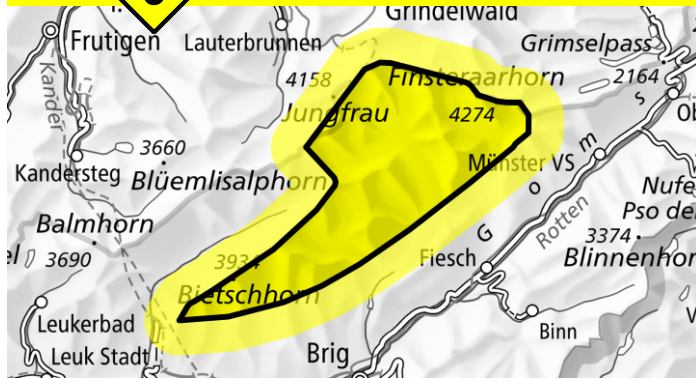 Grindelwald
Frutigen
Lauterbrunnen
Grimselpass
4158
Finsteraarhorn
2164
Kander
Jungfrau
4274
3660
Münster VS
Kandersteg
Blüemlisalphorn
G o m s
Balmhorn
Rotten
Nufe
Pso de
3690
3934
Fiesch
3374
Blinnenhor
Bietschhorn
Leukerbad
Binn
Leuk Stadt
Brig